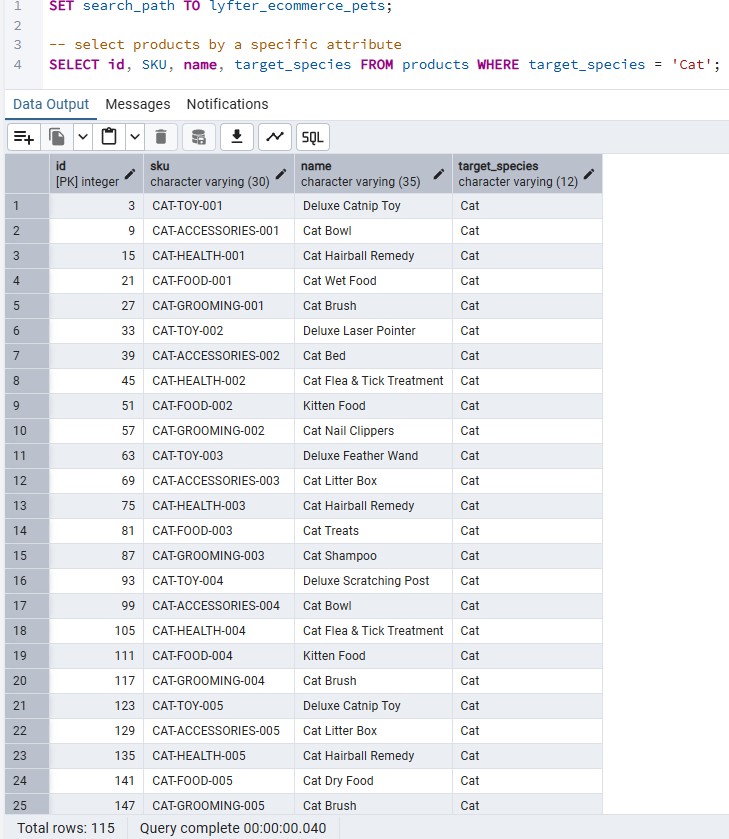 1 SET search_path TO lyfter_ecommerce_pets;
2
3 -- select products by a specific attribute
4 SELECT id, SKU, name, target_species FROM products WHERE target_species = 'Cat';
Data Output Messages Notifications
SQL
id sku name target_species
[PK] integer character varying (30) character varying (35) character varying (12)
1 3 CAT-TOY-001 Deluxe Catnip Toy Cat
2 9 CAT-ACCESSORIES-001 Cat Bowl Cat
3 15 CAT-HEALTH-001 Cat Hairball Remedy Cat
4 21 CAT-FOOD-001 Cat Wet Food Cat
5 27 CAT-GROOMING-001 Cat Brush Cat
6 33 CAT-TOY-002 Deluxe Laser Pointer Cat
7 39 CAT-ACCESSORIES-002 Cat Bed Cat
8 45 CAT-HEALTH-002 Cat Flea & Tick Treatment Cat
9 51 CAT-FOOD-002 Kitten Food Cat
10 57 CAT-GROOMING-002 Cat Nail Clippers Cat
11 63 CAT-TOY-003 Deluxe Feather Wand Cat
12 69 CAT-ACCESSORIES-003 Cat Litter Box Cat
13 75 CAT-HEALTH-003 Cat Hairball Remedy Cat
14 81 CAT-FOOD-003 Cat Treats Cat
15 87 CAT-GROOMING-003 Cat Shampoo Cat
16 93 CAT-TOY-004 Deluxe Scratching Post Cat
17 99 CAT-ACCESSORIES-004 Cat Bowl Cat
18 105 CAT-HEALTH-004 Cat Flea & Tick Treatment Cat
19 111 CAT-FOOD-004 Kitten Food Cat
20 117 CAT-GROOMING-004 Cat Brush Cat
21 123 CAT-TOY-005 Deluxe Catnip Toy Cat
22 129 CAT-ACCESSORIES-005 Cat Litter Box Cat
23 135 CAT-HEALTH-005 Cat Hairball Remedy Cat
24 141 CAT-FOOD-005 Cat Dry Food Cat
25 147 CAT-GROOMING-005 Cat Brush Cat
Total rows: 115 Query complete 00:00:00.040